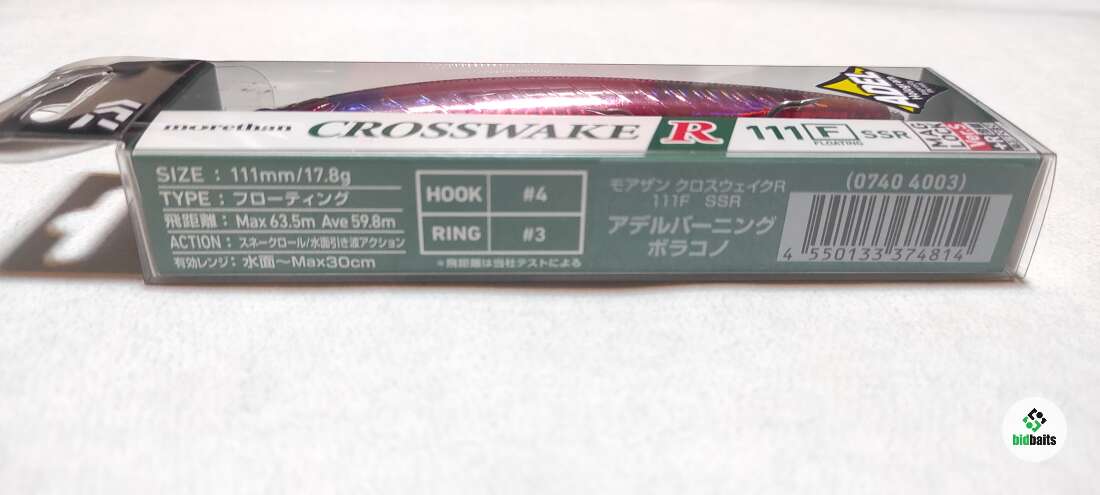 morethan CROSSWAKE R 111 F SSR
FLOATING
ADEL
MAG
LOCK
Ver.S
SIZE : 111mm/17.8g
TYPE : フローティング
飛距離 : Max 63.5m Ave 59.8m
ACTION : スネークロール/水面引き波アクション
有効レンジ : 水面～Max30cm
HOOK #4
RING #3
*飛距離は当社テストによる
モアザン クロスウェイクR
111F SSR
アデルバーニング
ボラコノ
(0740 4003)
4 550133 374814
bidbaits